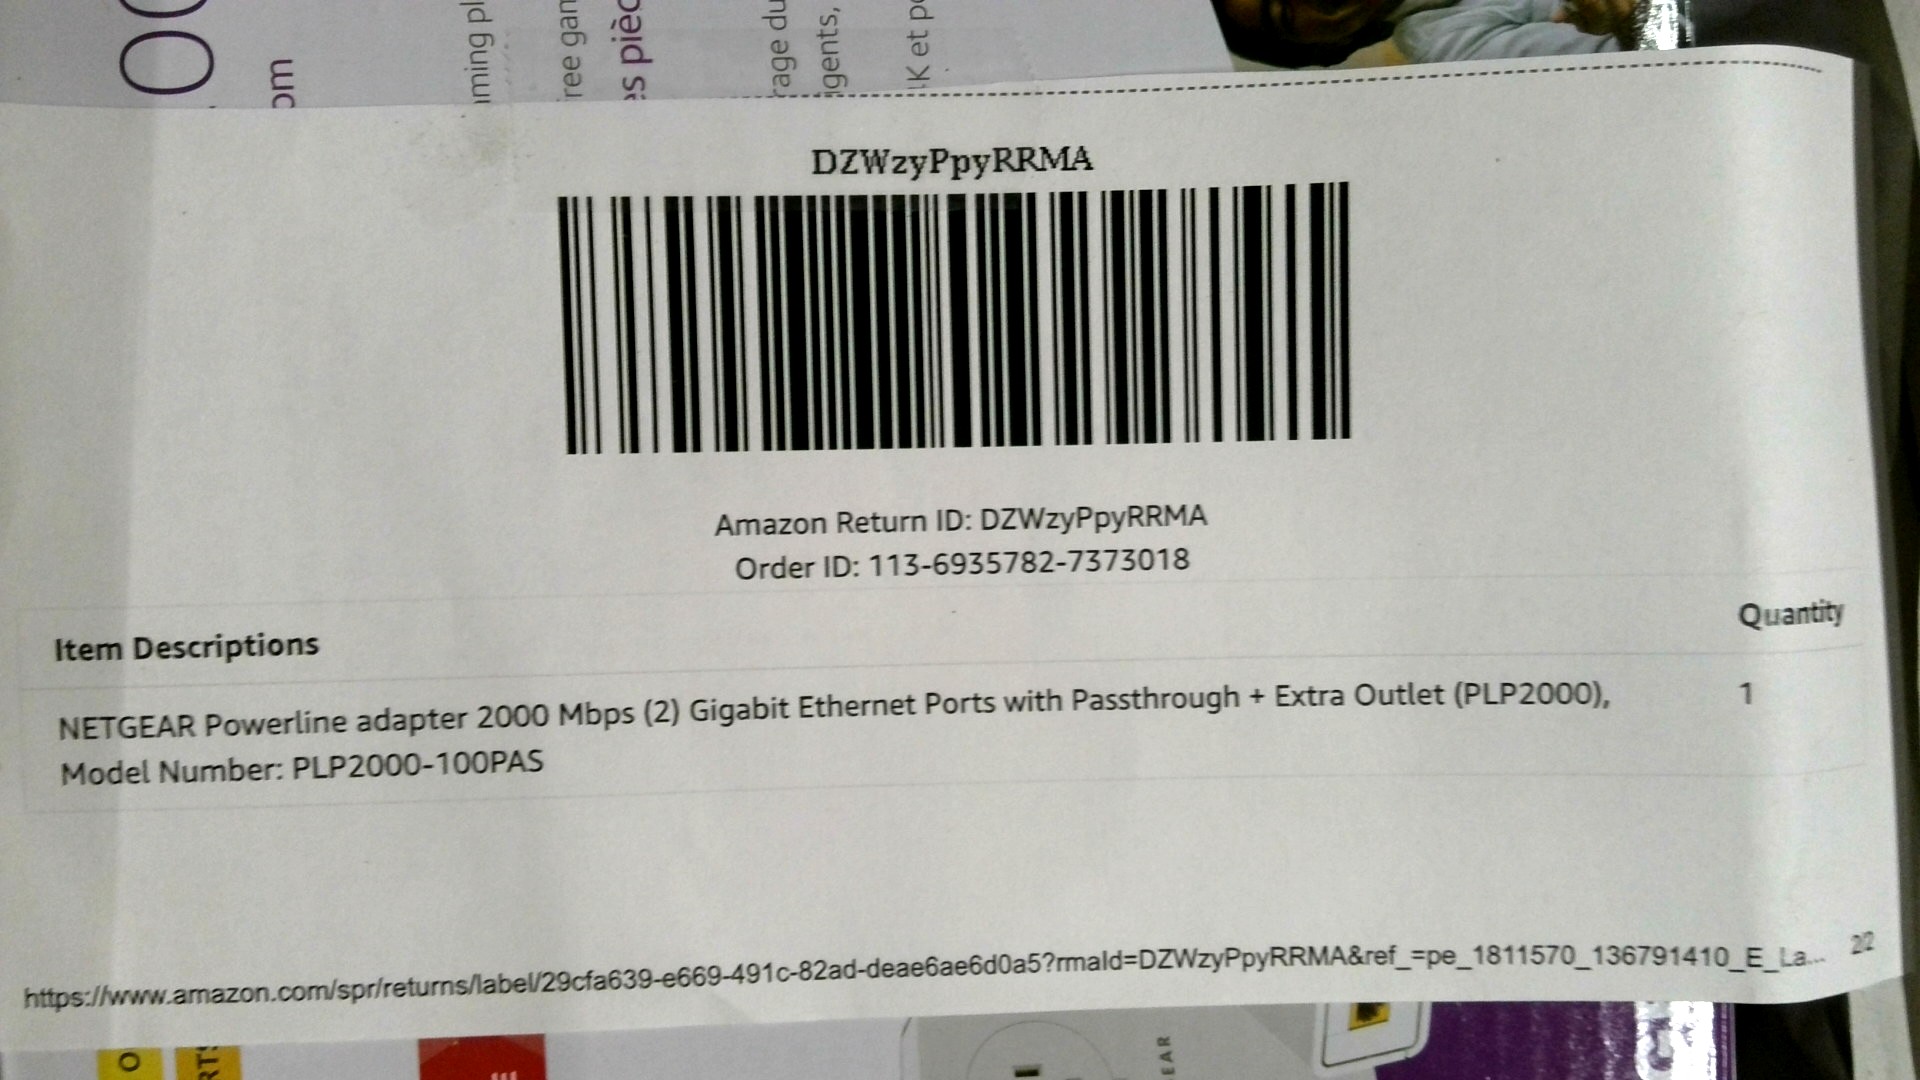 DZWzyPpyRRMA
Amazon Return ID: DZWzyPpyRRMA
Order ID: 113-6935782-7373018
Item Descriptions
Quantity
NETGEAR Powerline adapter 2000 Mbps (2) Gigabit Ethernet Ports with Passthrough + Extra Outlet (PLP2000),
1
Model Number: PLP2000-100PAS
https://www.amazon.com/spr/returns/label/29cfa639-e669-491c-82ad-deae6ae6d0a5?rmaId=DZWzyPpyRRMA&ref_=pe_1811570_136791410_E_La...
2/2